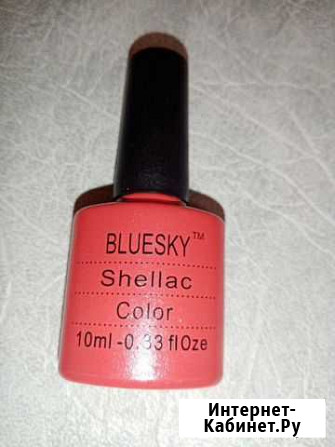 BLUESKY™
Shellac
Color
10ml -0.33 flOze
Интернет-
Кабинет.Ру